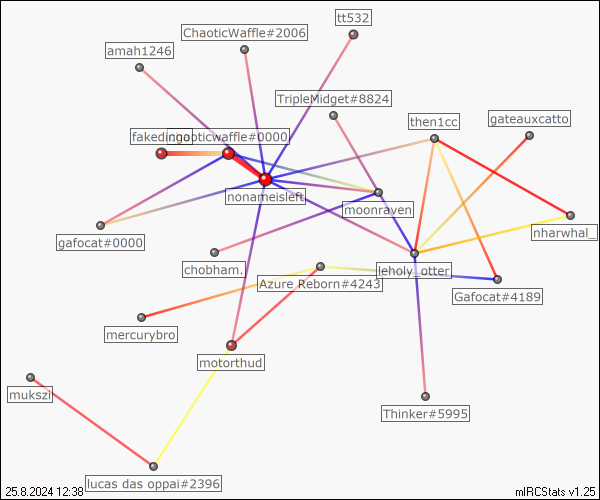 tt532
ChaoticWaffle#2006
amah1246
TripleMidget#8824
then1cc
gateauxcatto
fakedingo
opticwaffle#0000
nonameisleft
moonraven
gafocat#0000
nharwhal_
chobham.
leholy_otter
Azure Reborn#4243
Gafocat#4189
mercurybro
motorthud
mukszi
Thinker#5995
lucas das oppai#2396
25.8.2024 12:38
mIRCStats v1.25